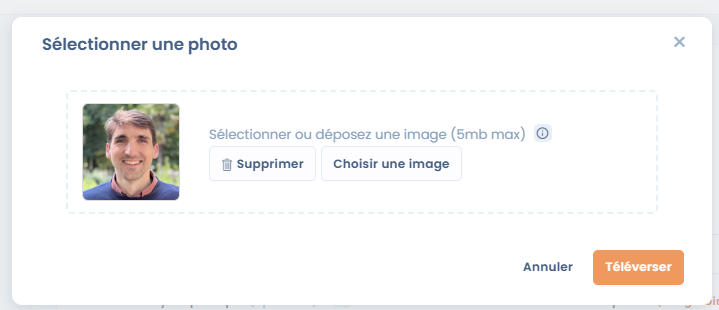 Sélectionner une photo
Sélectionner ou déposez une image (5mb max)
Supprimer
Choisir une image
Annuler
Téléverser